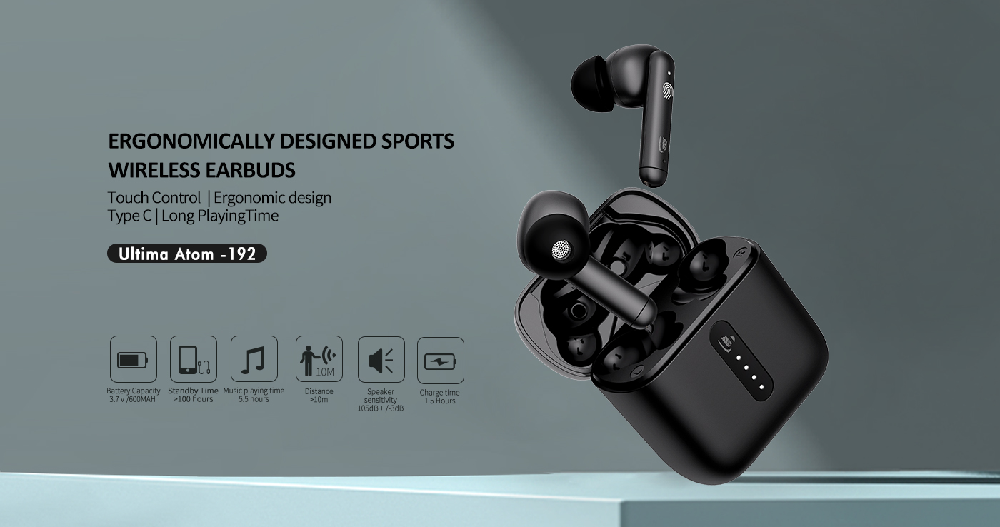 ERGONOMICALLY DESIGNED SPORTS
WIRELESS EARBUDS
Touch Control | Ergonomic design
Type C | Long PlayingTime
Ultima Atom -192
10M
Battery Capacity
3.7 v /600MAH
Standby Time
>100 hours
Music playing time
5.5 hours
Distance
>10m
Speaker
sensitivity
105dB + /-3dB
Charge time
1.5 Hours
R